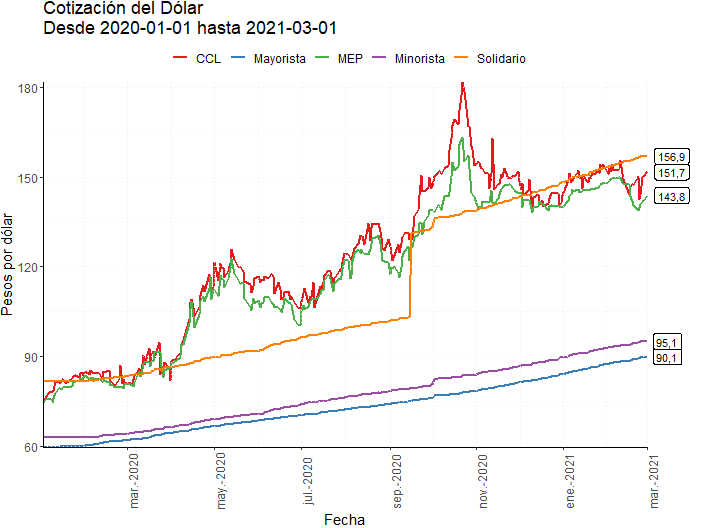 Cotización del Dólar
Desde 2020-01-01 hasta 2021-03-01
CCL Mayorista MEP Minorista Solidario
Pesos por dólar
180
150
120
90
60
156,9
151,7
143,8
95,1
90,1
mar.-2020
may.-2020
jul.-2020
sep.-2020
nov.-2020
ene.-2021
mar.-2021
Fecha